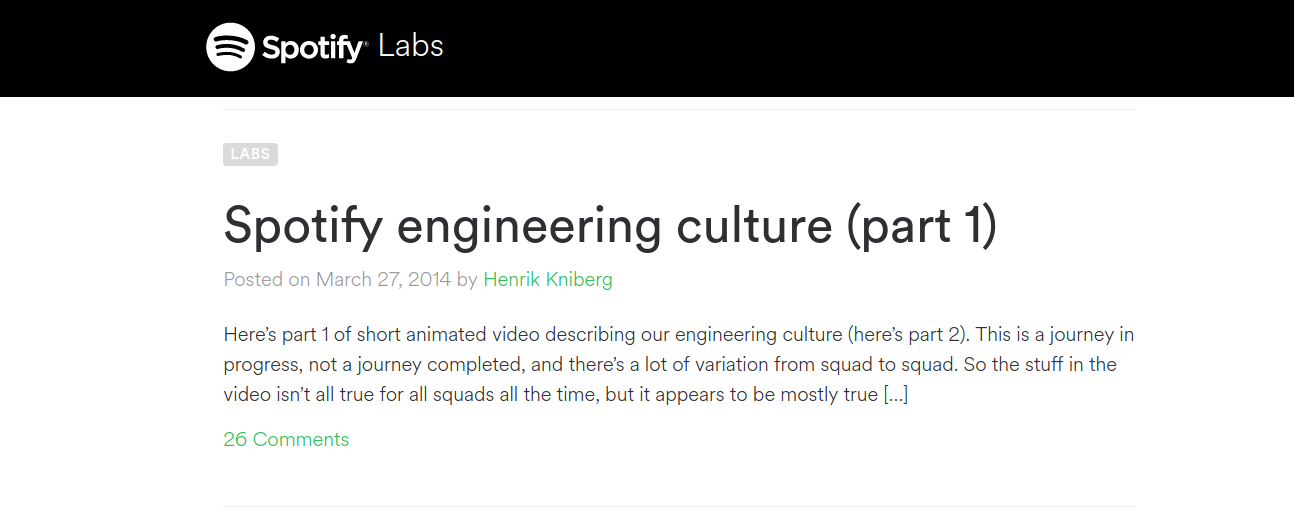 Spotify® Labs
LABS
Spotify engineering culture (part 1)
Posted on March 27, 2014 by Henrik Kniberg
Here’s part 1 of short animated video describing our engineering culture (here’s part 2). This is a journey in
progress, not a journey completed, and there’s a lot of variation from squad to squad. So the stuff in the
video isn’t all true for all squads all the time, but it appears to be mostly true [...]
26 Comments